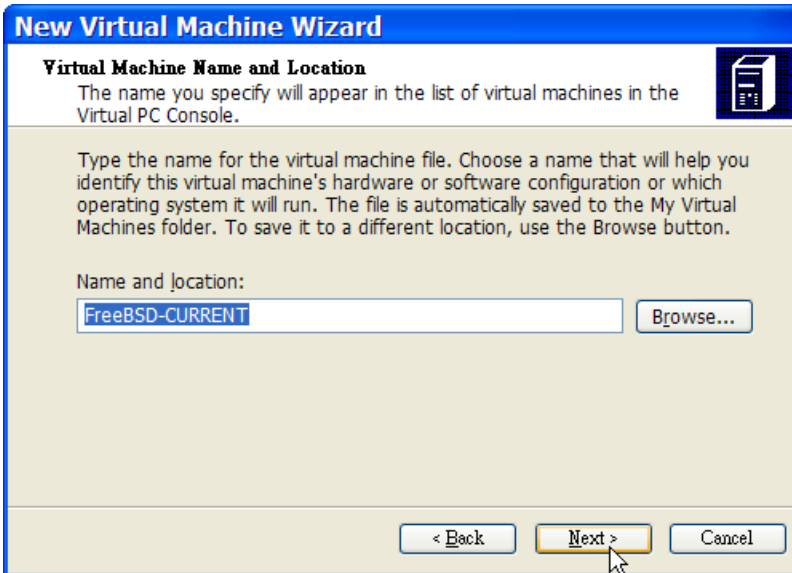 New Virtual Machine Wizard
Virtual Machine Name and Location
The name you specify will appear in the list of virtual machines in the
Virtual PC Console.
Type the name for the virtual machine file. Choose a name that will help you
identify this virtual machine's hardware or software configuration or which
operating system it will run. The file is automatically saved to the My Virtual
Machines folder. To save it to a different location, use the Browse button.
Name and location:
FreeBSD-CURRENT
Browse...
< Back
Next >
Cancel